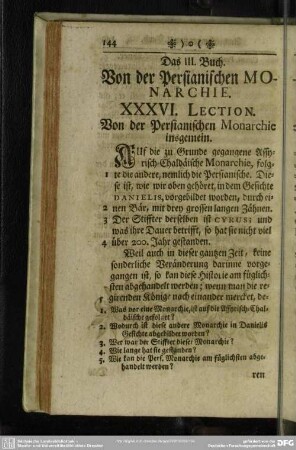 144 ❧) o (❧
Das III. Buch.
Von der Persianischen MO-
NARCHIE.
XXXVI. LECTION.
Von der Persianischen Monarchie
insgemein.
Auf die zu Grunde gegangene Assy-
risch-Chaldäische Monarchie, folg-
1 te die andere, nemlich die Persianische. Die-
se ist, wie wir oben gehöret, in dem Gesichte
DANIELIS, vorgebildet worden, durch ei-
2 nen Bär, mit drey grossen langen Zähnen.
3 Der Stiffter derselben ist CYRUS: und
was ihre Dauer betrifft, so hat sie nicht viel
4 über 200. Jahr gestanden.
Weil auch in dieser gantzen Zeit, keine
sonderliche Veränderung darinne vorge-
gangen ist, so kan diese Historie am füglich-
sten abgehandelt werden; wenn man die re-
5 gierenden Könige nach einander mercket, de-
1. Was vor eine Monarchie, ist auf die Assyrisch-Chal-
däische gefolget?
2. Wodurch ist diese andere Monarchie in Danielis
Gesichte abgebildet worden?
3. Wer war der Stiffter dieser Monarchie?
4. Wie lange hat sie gestanden?
5. Wie kan die Pers. Monarchie am füglichsten abge-
handelt werden?
ren